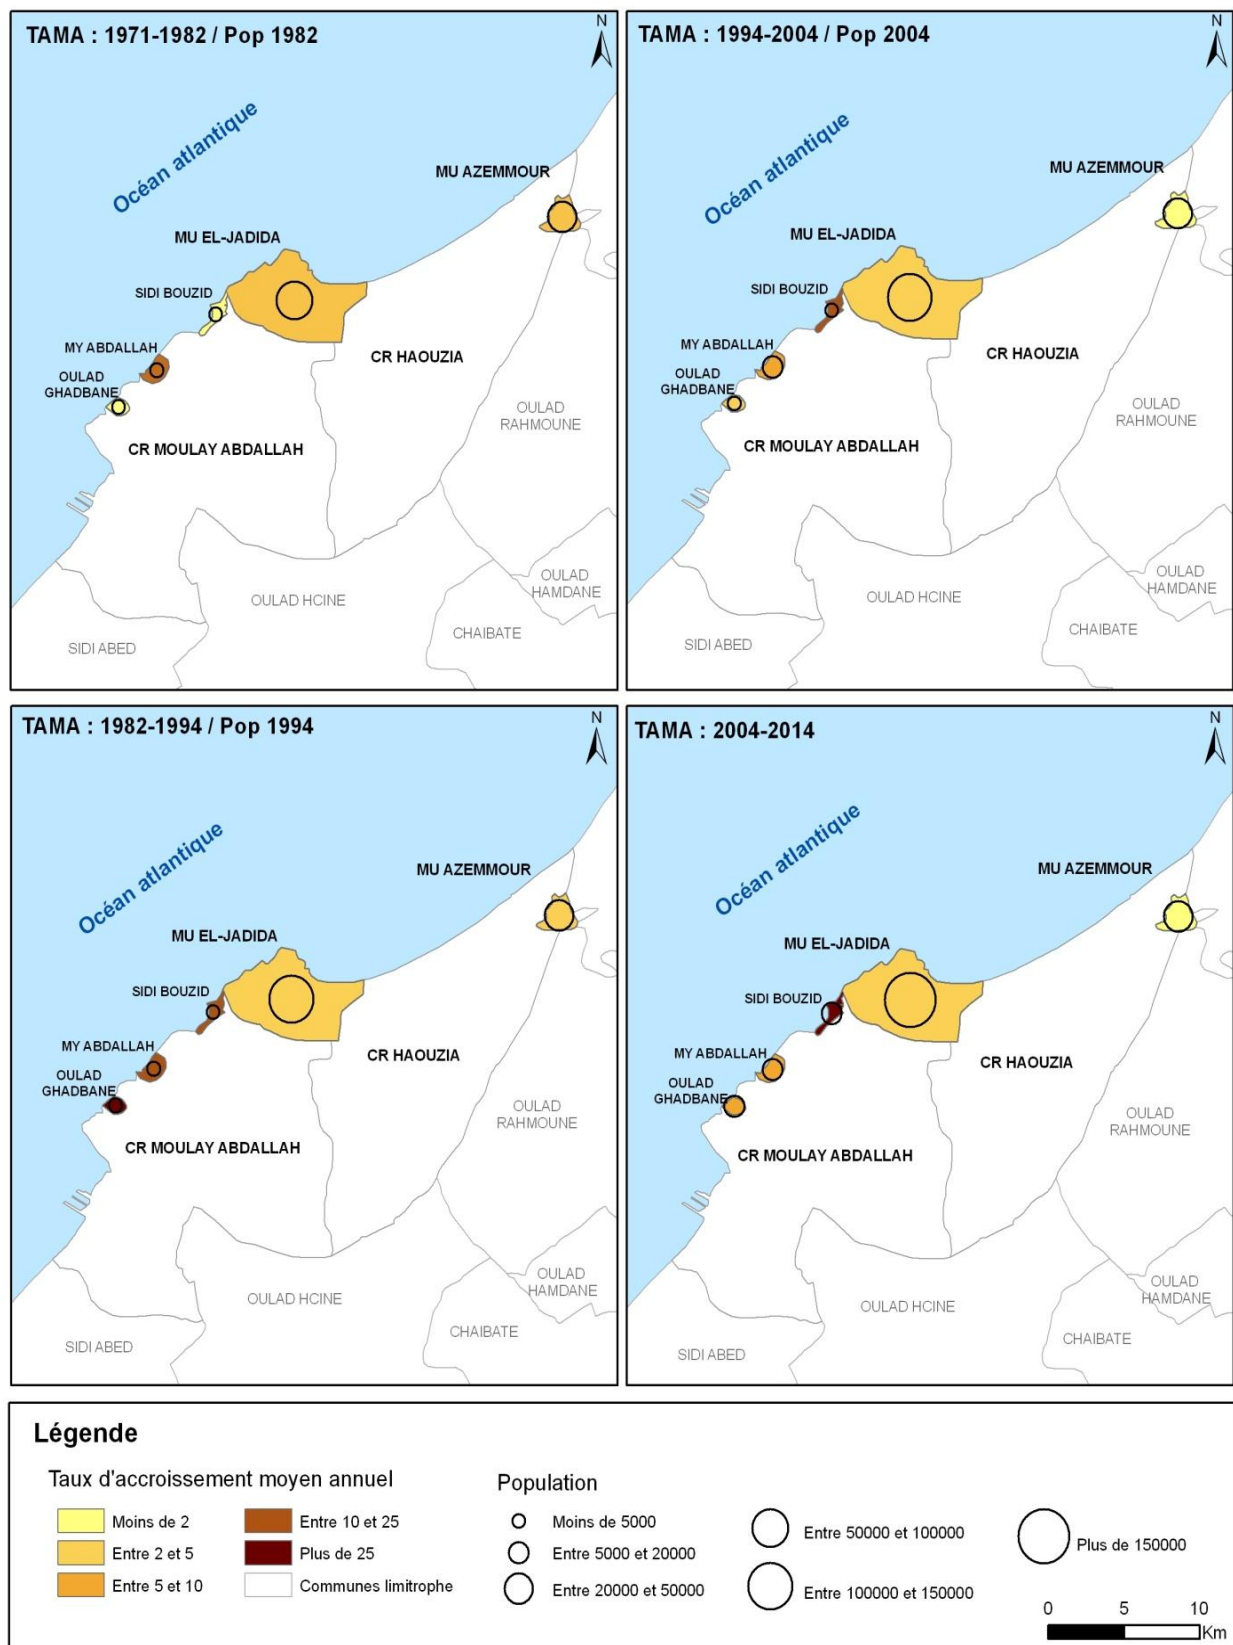 TAMA : 1971-1982 / Pop 1982
N
Océan atlantique
MU AZEMMOUR
MU EL-JADIDA
SIDI BOUZID
MY ABDALLAH
CR HAOUZIA
OULAD
GHADBANE
OULAD
RAHMOUNE
CR MOULAY ABDALLAH
OULAD
HAMDANE
OULAD HCINE
CHAIBATE
SIDI ABED
TAMA : 1994-2004 / Pop 2004
N
Océan atlantique
MU AZEMMOUR
MU EL-JADIDA
SIDI BOUZID
MY ABDALLAH
CR HAOUZIA
OULAD
GHADBANE
OULAD
RAHMOUNE
CR MOULAY ABDALLAH
OULAD
HAMDANE
OULAD HCINE
CHAIBATE
SIDI ABED
TAMA : 1982-1994 / Pop 1994
N
Océan atlantique
MU AZEMMOUR
MU EL-JADIDA
SIDI BOUZID
MY ABDALLAH
CR HAOUZIA
OULAD
GHADBANE
OULAD
RAHMOUNE
CR MOULAY ABDALLAH
OULAD
HAMDANE
OULAD HCINE
CHAIBATE
SIDI ABED
TAMA : 2004-2014
N
Océan atlantique
MU AZEMMOUR
MU EL-JADIDA
SIDI BOUZID
MY ABDALLAH
CR HAOUZIA
OULAD
GHADBANE
OULAD
RAHMOUNE
CR MOULAY ABDALLAH
OULAD
HAMDANE
OULAD HCINE
CHAIBATE
SIDI ABED
Légende
Taux d'accroissement moyen annuel
Moins de 2
Entre 2 et 5
Entre 5 et 10
Entre 10 et 25
Plus de 25
Communes limitrophe
Population
Moins de 5000
Entre 5000 et 20000
Entre 20000 et 50000
Entre 50000 et 100000
Entre 100000 et 150000
Plus de 150000
0 5 10
Km